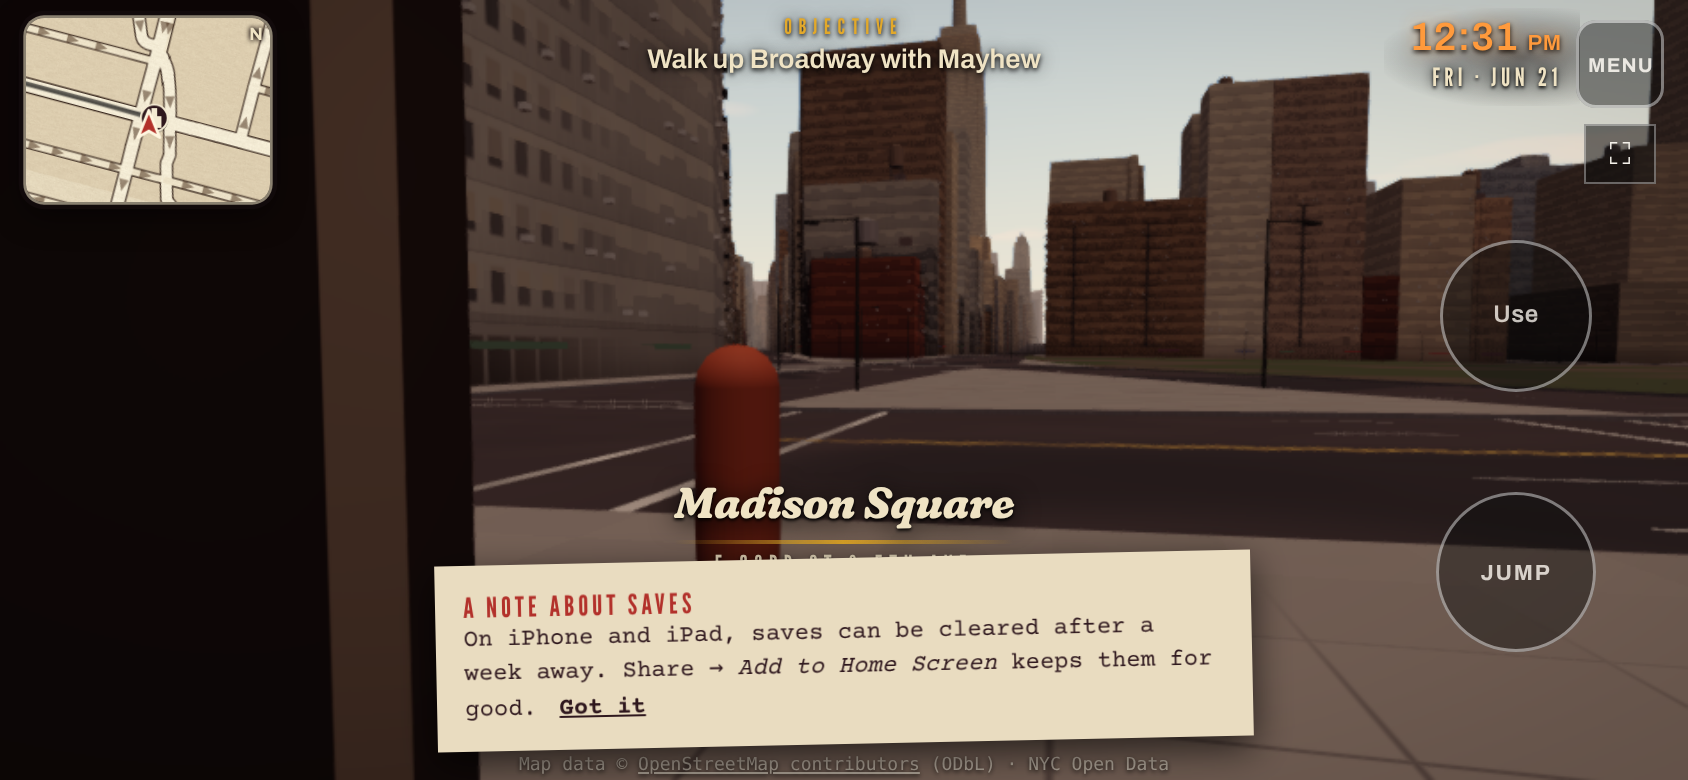 N
OBJECTIVE
Walk up Broadway with Mayhew
12:31 PM
FRI · JUN 21
MENU
Use
JUMP
Madison Square
A NOTE ABOUT SAVES
On iPhone and iPad, saves can be cleared after a
week away. Share → Add to Home Screen keeps them for
good. Got it
Map data © OpenStreetMap contributors (ODbL) · NYC Open Data